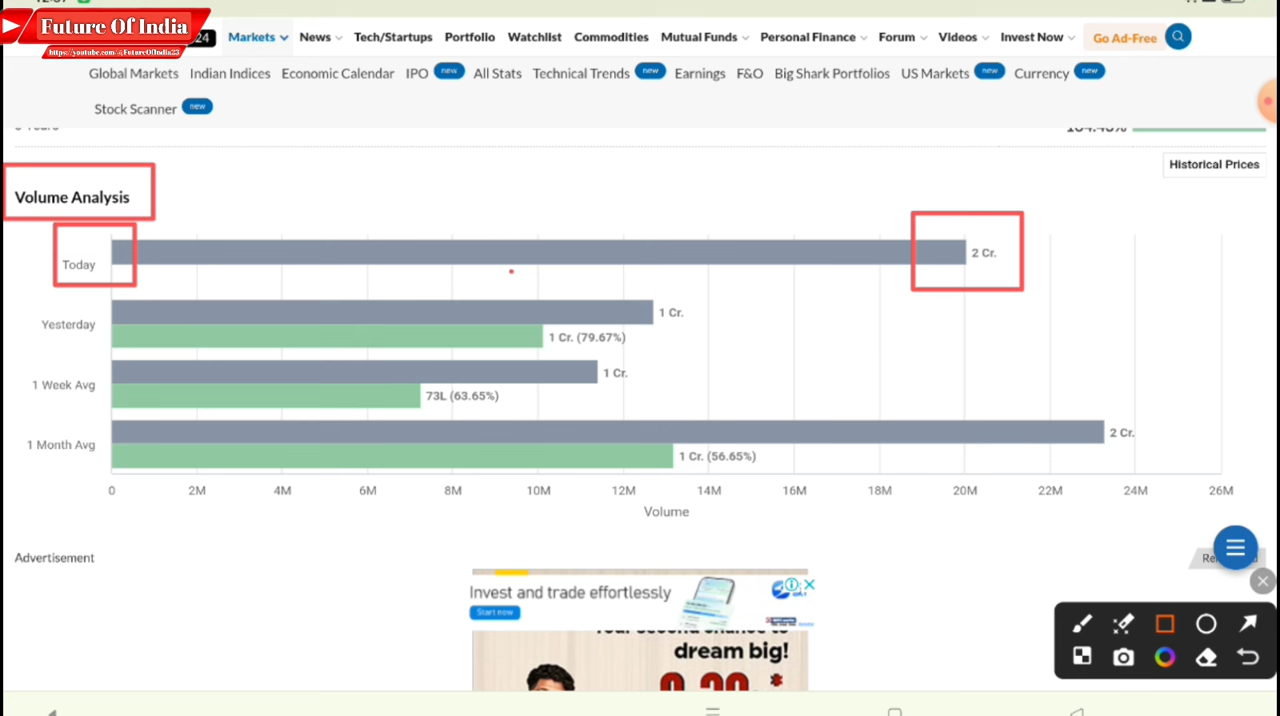 Future Of India
https://youtube.com/@FutureOfIndia23
24 Markets News Tech/Startups Portfolio Watchlist Commodities Mutual Funds Personal Finance Forum Videos Invest Now Go Ad-Free
Global Markets Indian Indices Economic Calendar IPO new All Stats Technical Trends new Earnings F&O Big Shark Portfolios US Markets new Currency new
Stock Scanner new
Historical Prices
Volume Analysis
Today 2 Cr.
Yesterday 1 Cr.
1 Cr. (79.67%)
1 Week Avg 1 Cr.
73L (63.65%)
1 Month Avg 2 Cr.
1 Cr. (56.65%)
0 2M 4M 6M 8M 10M 12M 14M 16M 18M 20M 22M 24M 26M
Volume
Advertisement
Invest and trade effortlessly
Start now
dream big!